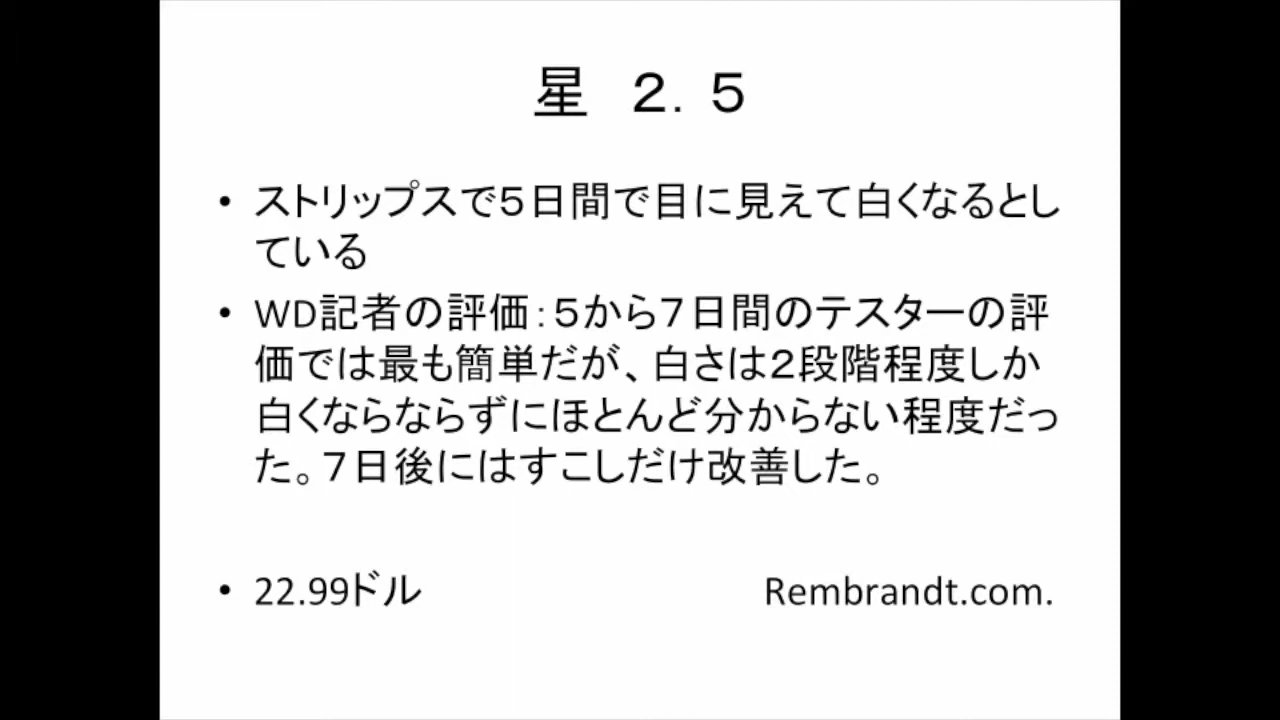 星　２．５
• ストリップスで５日間で目に見えて白くなるとし
ている
• WD記者の評価：５から７日間のテスターの評
価では最も簡単だが、白さは２段階程度しか
白くならならずにほとんど分からない程度だっ
た。７日後にはすこしだけ改善した。
• 22.99ドル　　　　　　　　Rembrandt.com.